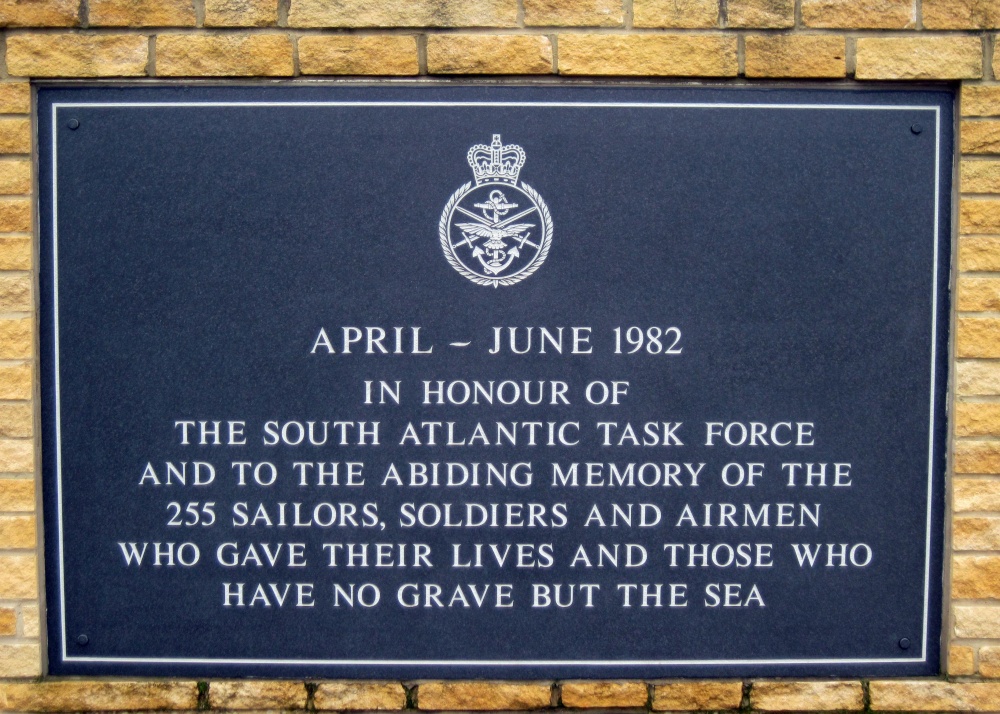 APRIL – JUNE 1982
IN HONOUR OF
THE SOUTH ATLANTIC TASK FORCE
AND TO THE ABIDING MEMORY OF THE
255 SAILORS, SOLDIERS AND AIRMEN
WHO GAVE THEIR LIVES AND THOSE WHO
HAVE NO GRAVE BUT THE SEA